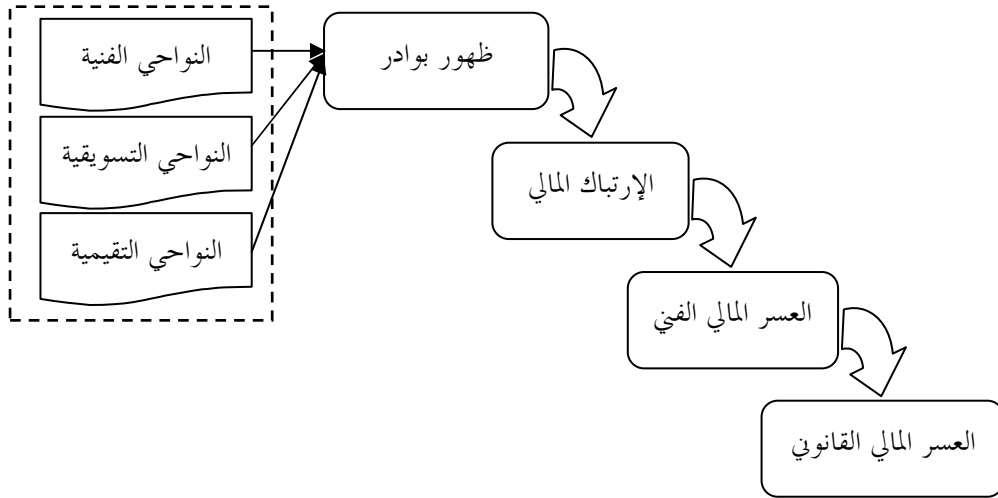 النواحي الفنية
النواحي التسويقية
النواحي التقيمية
ظهور بوادر
الإرتباك المالي
العسر المالي الفني
العسر المالي القانوني